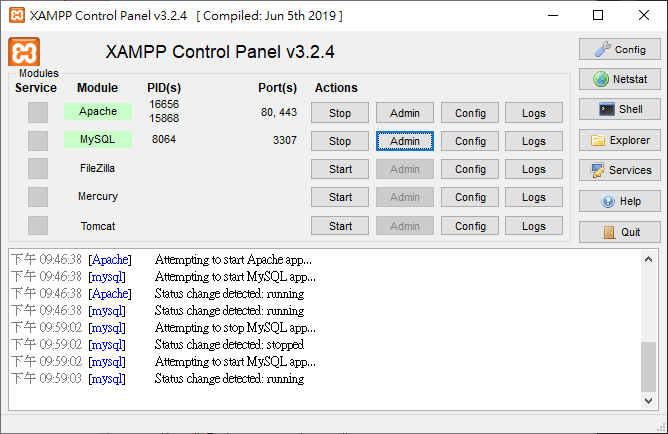 XAMPP Control Panel v3.2.4 [ Compiled: Jun 5th 2019 ]
XAMPP Control Panel v3.2.4
Config
Modules
Service Module PID(s) Port(s) Actions
Netstat
Apache 16656 15868 80, 443 Stop Admin Config Logs
Shell
MySQL 8064 3307 Stop Admin Config Logs
Explorer
FileZilla Start Admin Config Logs
Services
Mercury Start Admin Config Logs
Help
Tomcat Start Admin Config Logs
Quit
下午 09:46:38 [Apache] Attempting to start Apache app...
下午 09:46:38 [mysql] Attempting to start MySQL app...
下午 09:46:38 [Apache] Status change detected: running
下午 09:46:38 [mysql] Status change detected: running
下午 09:59:02 [mysql] Attempting to stop MySQL app...
下午 09:59:02 [mysql] Status change detected: stopped
下午 09:59:02 [mysql] Attempting to start MySQL app...
下午 09:59:03 [mysql] Status change detected: running